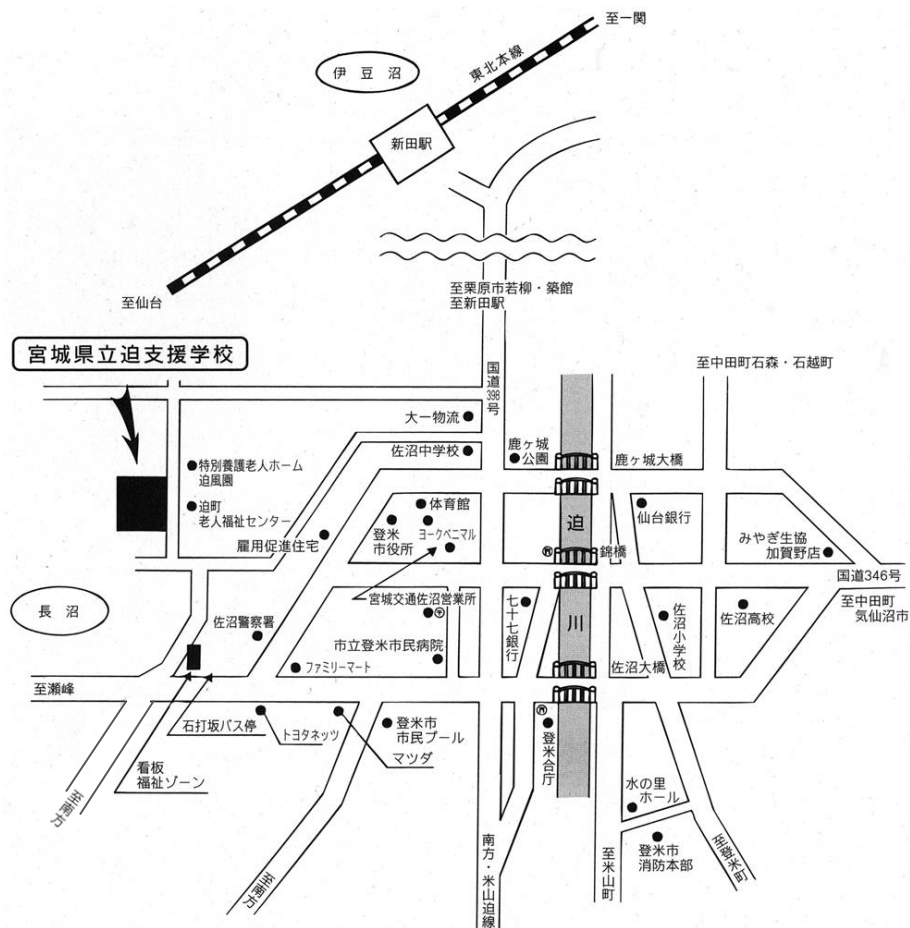 至一関
伊豆沼
東北本線
新田駅
至仙台
至栗原市若柳・築館
至新田駅
宮城県立迫支援学校
国道398号
至中田町石森・石越町
大一物流
佐沼中学校
鹿ヶ城
公園
鹿ヶ城大橋
特別養護老人ホーム
迫風園
迫町
老人福祉センター
体育館
登米
市役所
ヨークベニマル
雇用促進住宅
仙台銀行
迫川
錦橋
みやぎ生協
加賀野店
国道346号
至中田町
気仙沼市
長沼
宮城交通佐沼営業所
佐沼警察署
市立登米市民病院
七十七銀行
佐沼小学校
佐沼高校
ファミリーマート
佐沼大橋
至瀬峰
石打坂バス停
トヨタネッツ
マツダ
登米市
市民プール
登米合庁
看板
福祉ゾーン
水の里
ホール
登米市
消防本部
至南方
至南方
南方・米山迫線
至米山町
至登米町